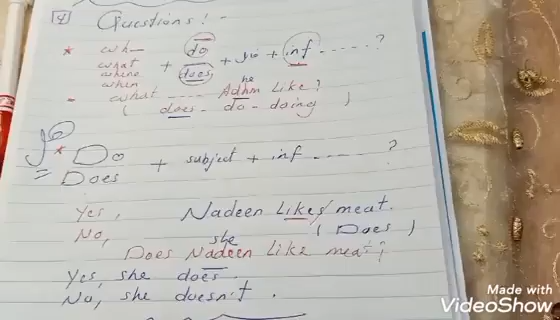 4 Questions :-
* wh- do
what + does + فاعل + inf ----- ?
where
when he
- what ---- Adhm like ?
( does - do - doing )
* Do
Does + subject + inf ---- ?
Yes, Nadeen likes meat.
No, she ( Does )
Does Nadeen Like meat?
Yes, she does
No, she doesn't.
Made with
VideoShow